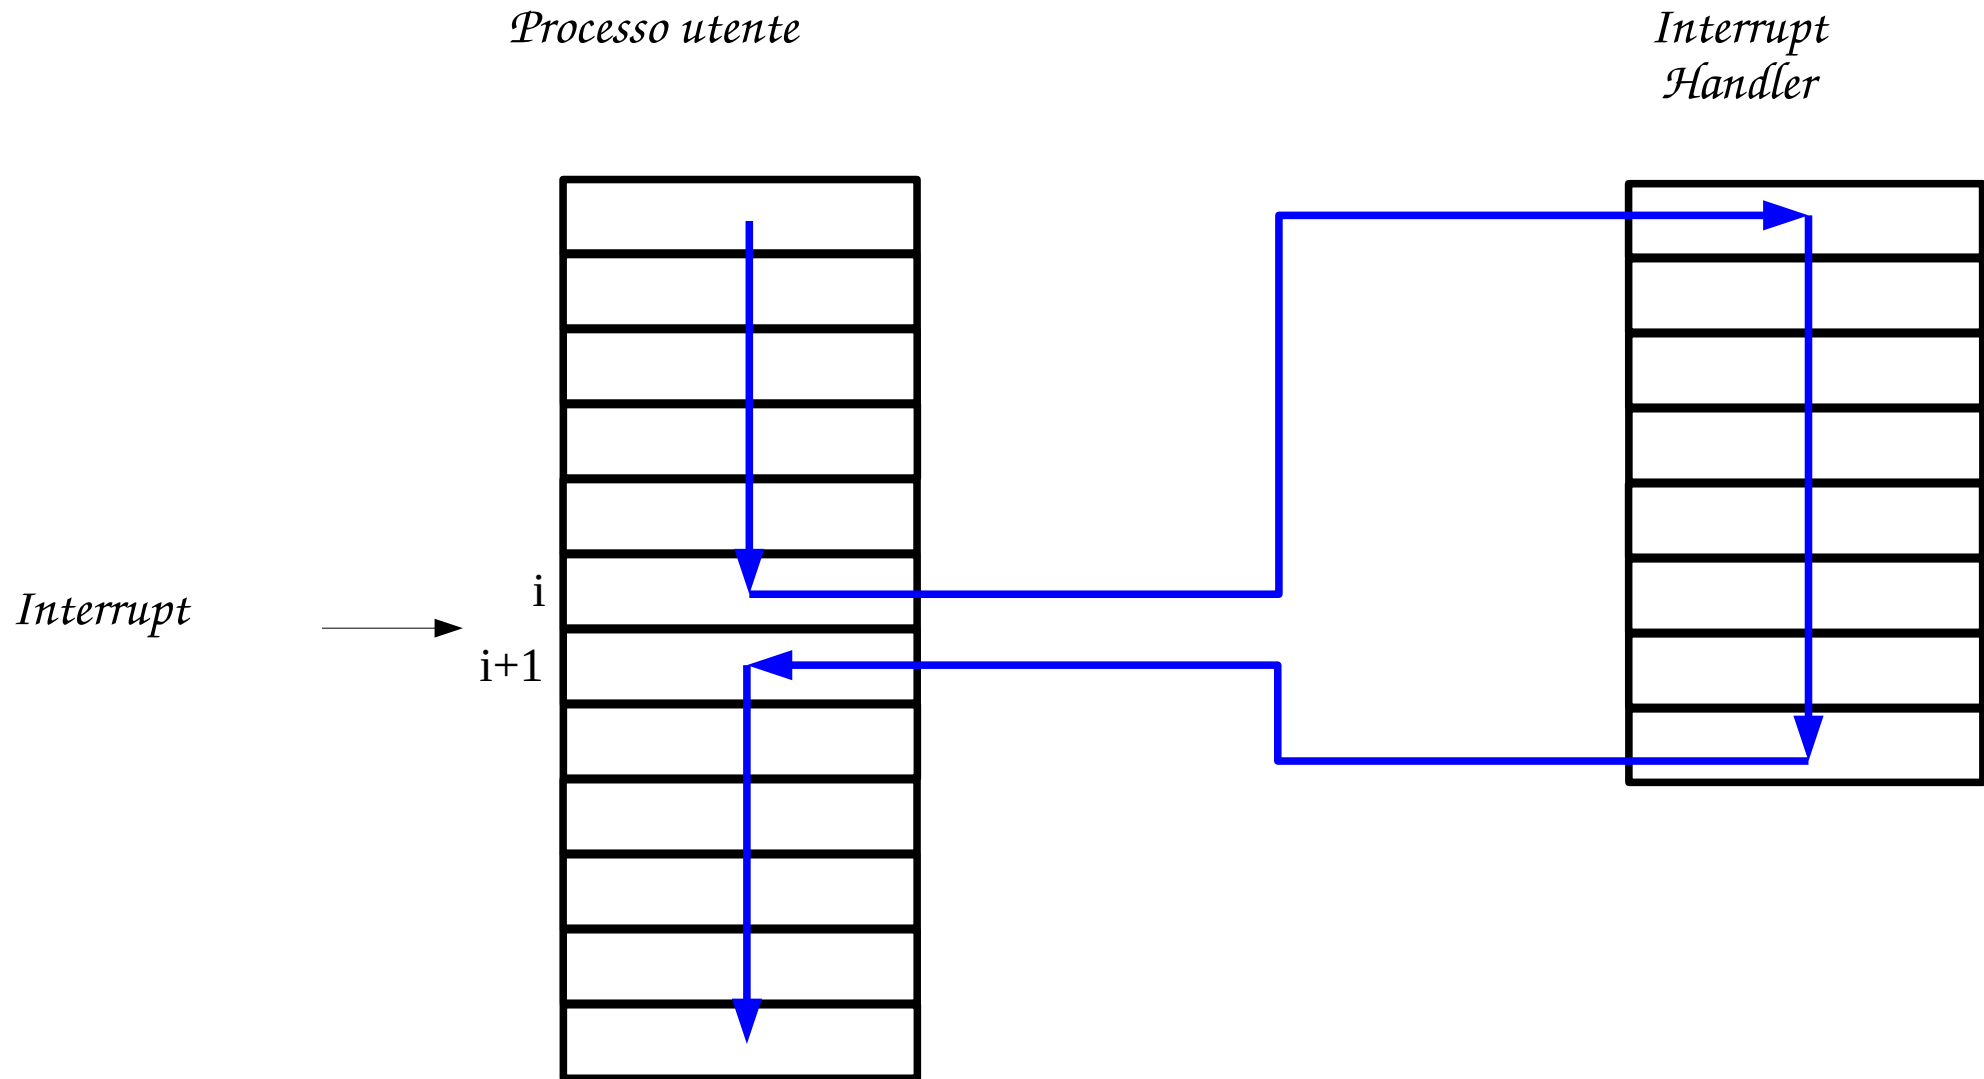 Processo utente
Interrupt
Handler
i
Interrupt
i+1